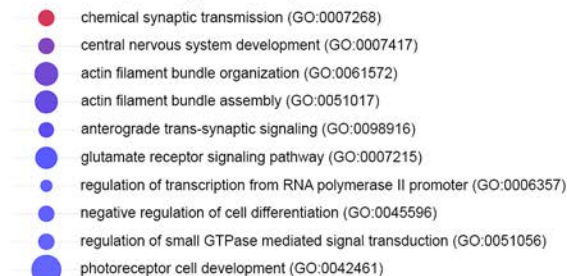 chemical synaptic transmission (GO:0007268)
central nervous system development (GO:0007417)
actin filament bundle organization (GO:0061572)
actin filament bundle assembly (GO:0051017)
anterograde trans-synaptic signaling (GO:0098916)
glutamate receptor signaling pathway (GO:0007215)
regulation of transcription from RNA polymerase II promoter (GO:0006357)
negative regulation of cell differentiation (GO:0045596)
regulation of small GTPase mediated signal transduction (GO:0051056)
photoreceptor cell development (GO:0042461)